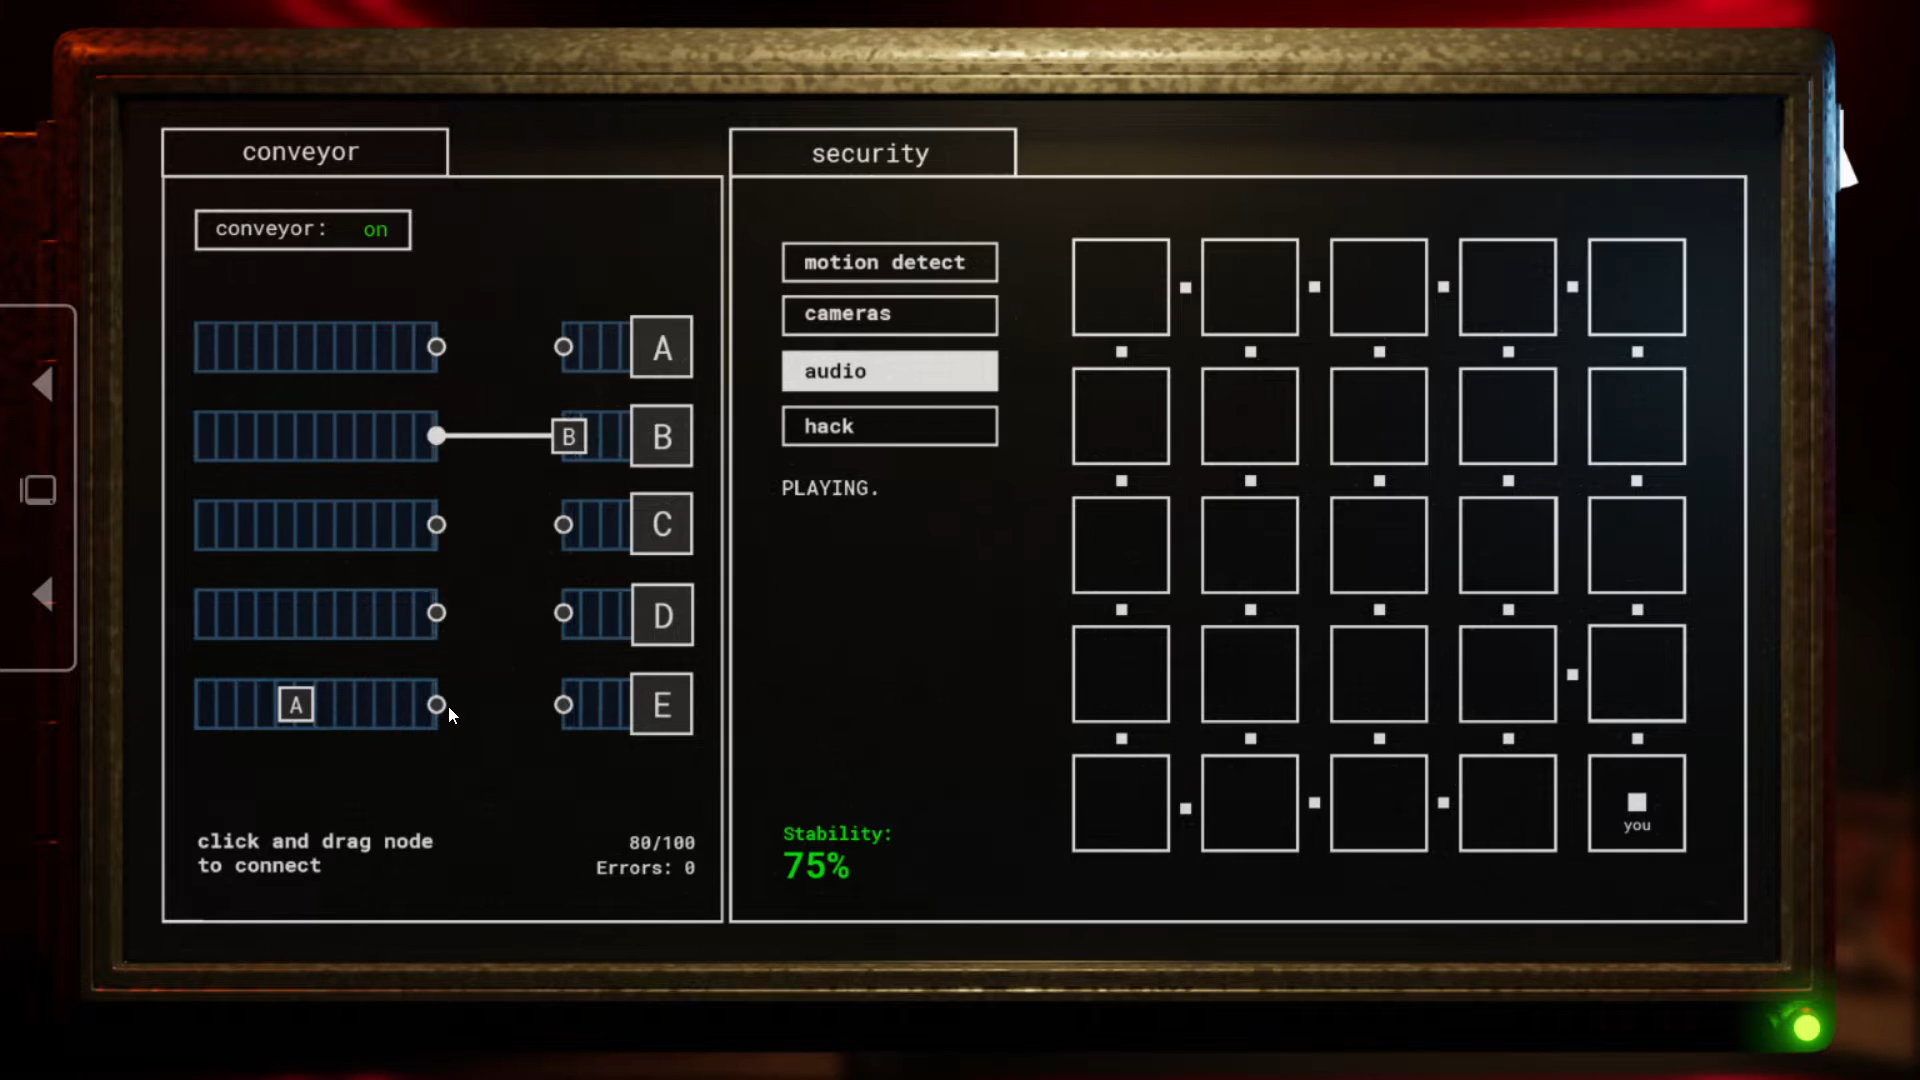 conveyor
conveyor: on
A
B
B
C
D
A
E
click and drag node
to connect
80/100
Errors: 0
security
motion detect
cameras
audio
hack
PLAYING.
Stability:
75%
you